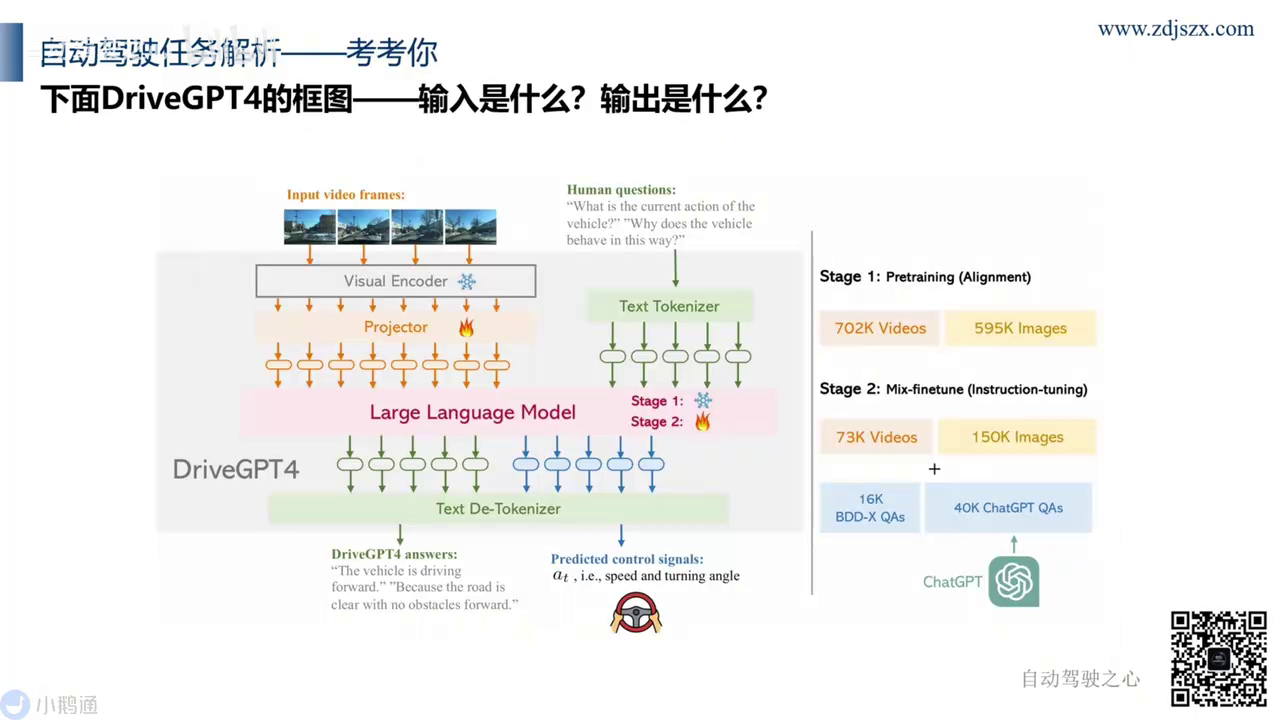 www.zdjszx.com
自动驾驶任务解析——考考你
下面DriveGPT4的框图——输入是什么？输出是什么？
Input video frames:
Human questions:
“What is the current action of the
vehicle?” ”Why does the vehicle
behave in this way?”
Visual Encoder
Text Tokenizer
Projector
Large Language Model
Stage 1:
Stage 2:
DriveGPT4
Text De-Tokenizer
DriveGPT4 answers:
“The vehicle is driving
forward.” ”Because the road is
clear with no obstacles forward.”
Predicted control signals:
aₜ , i.e., speed and turning angle
Stage 1: Pretraining (Alignment)
702K Videos
595K Images
Stage 2: Mix-finetune (Instruction-tuning)
73K Videos
150K Images
+
16K
BDD-X QAs
40K ChatGPT QAs
ChatGPT
自动驾驶之心
小鹅通